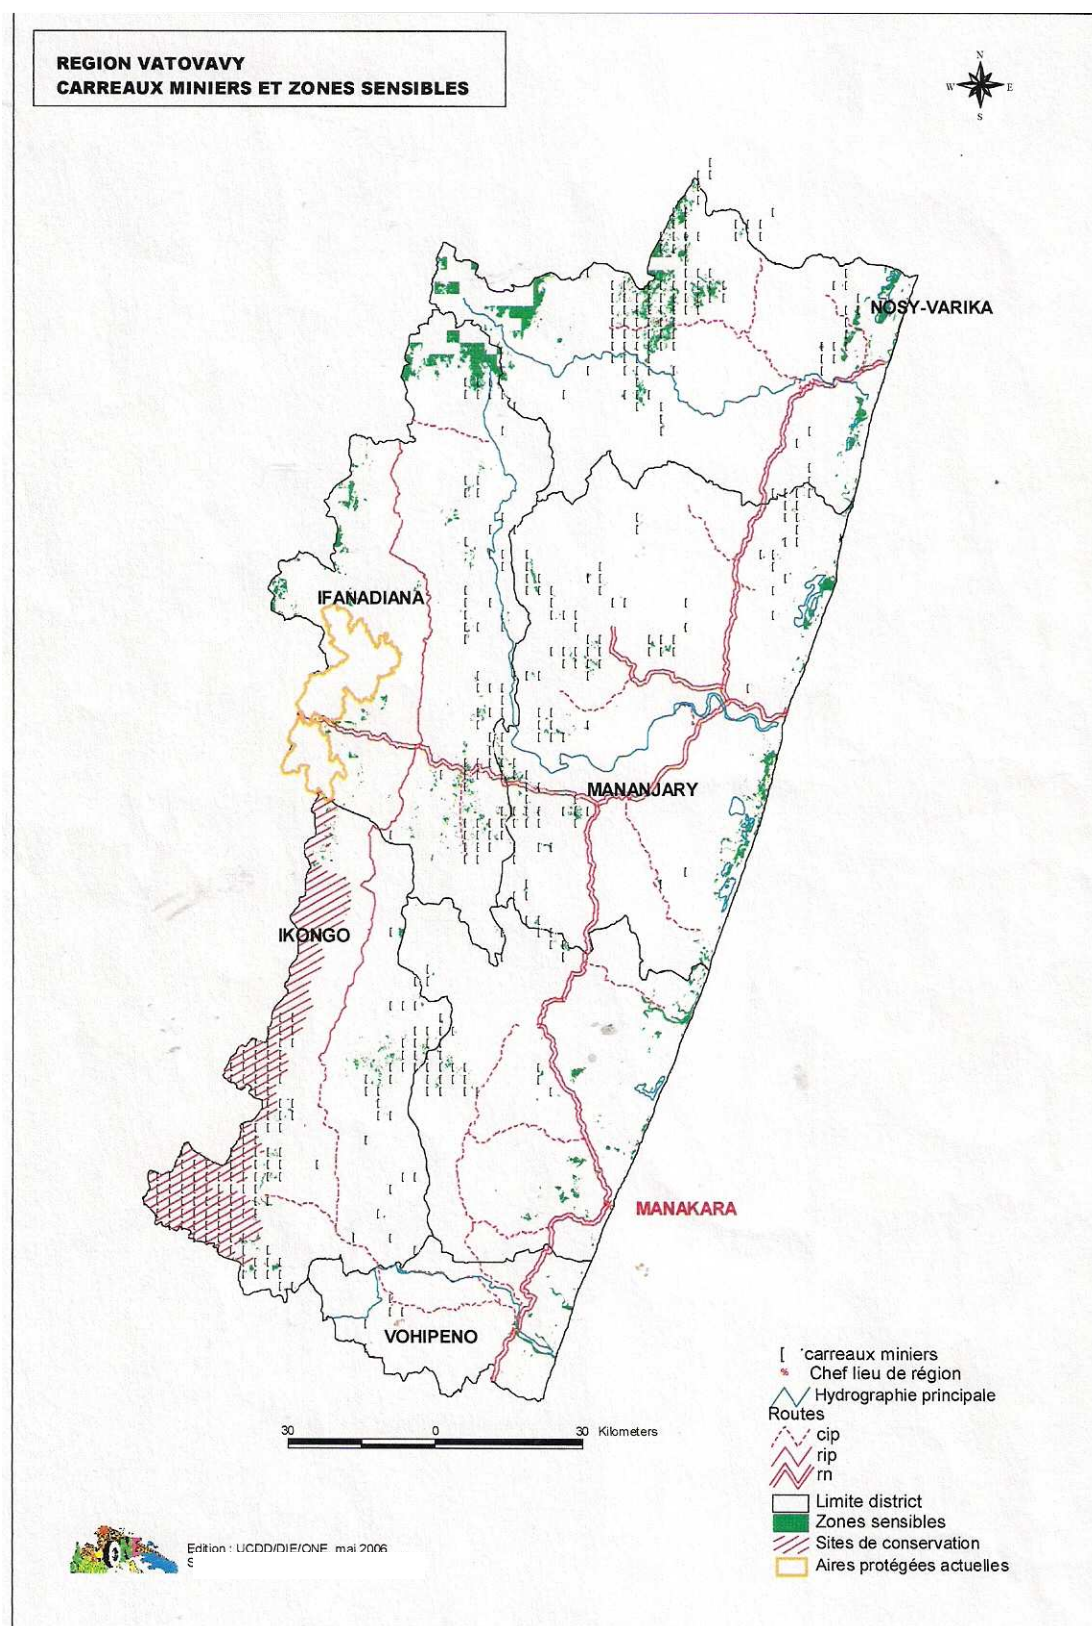 REGION VATOVAVY
CARREAUX MINIERS ET ZONES SENSIBLES
N
W E
S
NOSY-VARIKA
IFANADIANA
MANANJARY
IKONGO
MANAKARA
VOHIPENO
carreaux miniers
Chef lieu de région
Hydrographie principale
Routes
cip
rip
rn
Limite district
Zones sensibles
Sites de conservation
Aires protégées actuelles
30 0 30 Kilometers
ONE
Edition : UCDD/DIE/ONE mai 2006
S